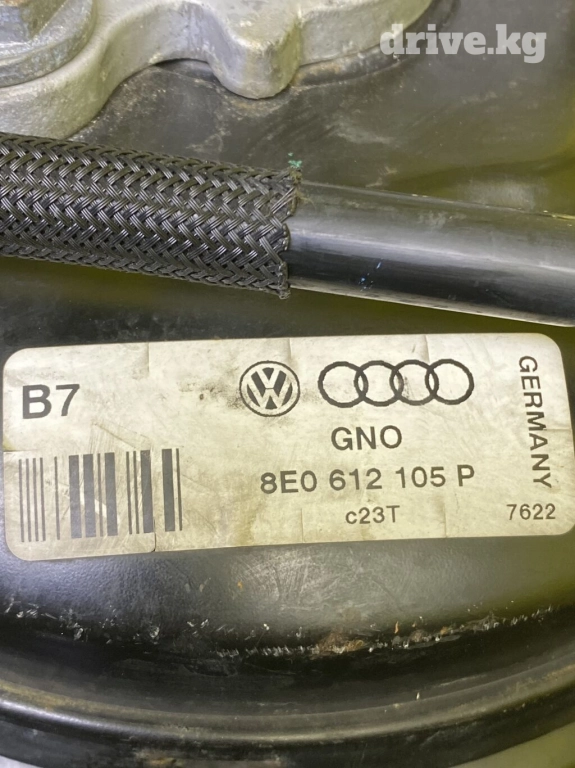 drive.kg
B7
GNO
8E0 612 105 P
c23T
7622
GERMANY